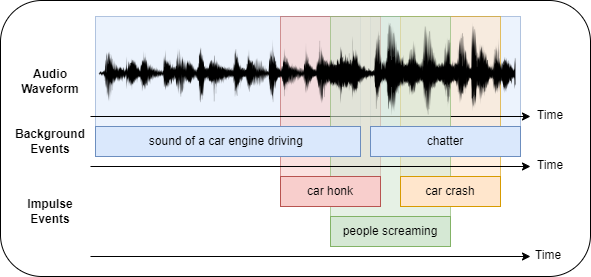 Audio
Waveform
Time
Background
Events
sound of a car engine driving
chatter
Time
Impulse
Events
car honk
car crash
people screaming
Time